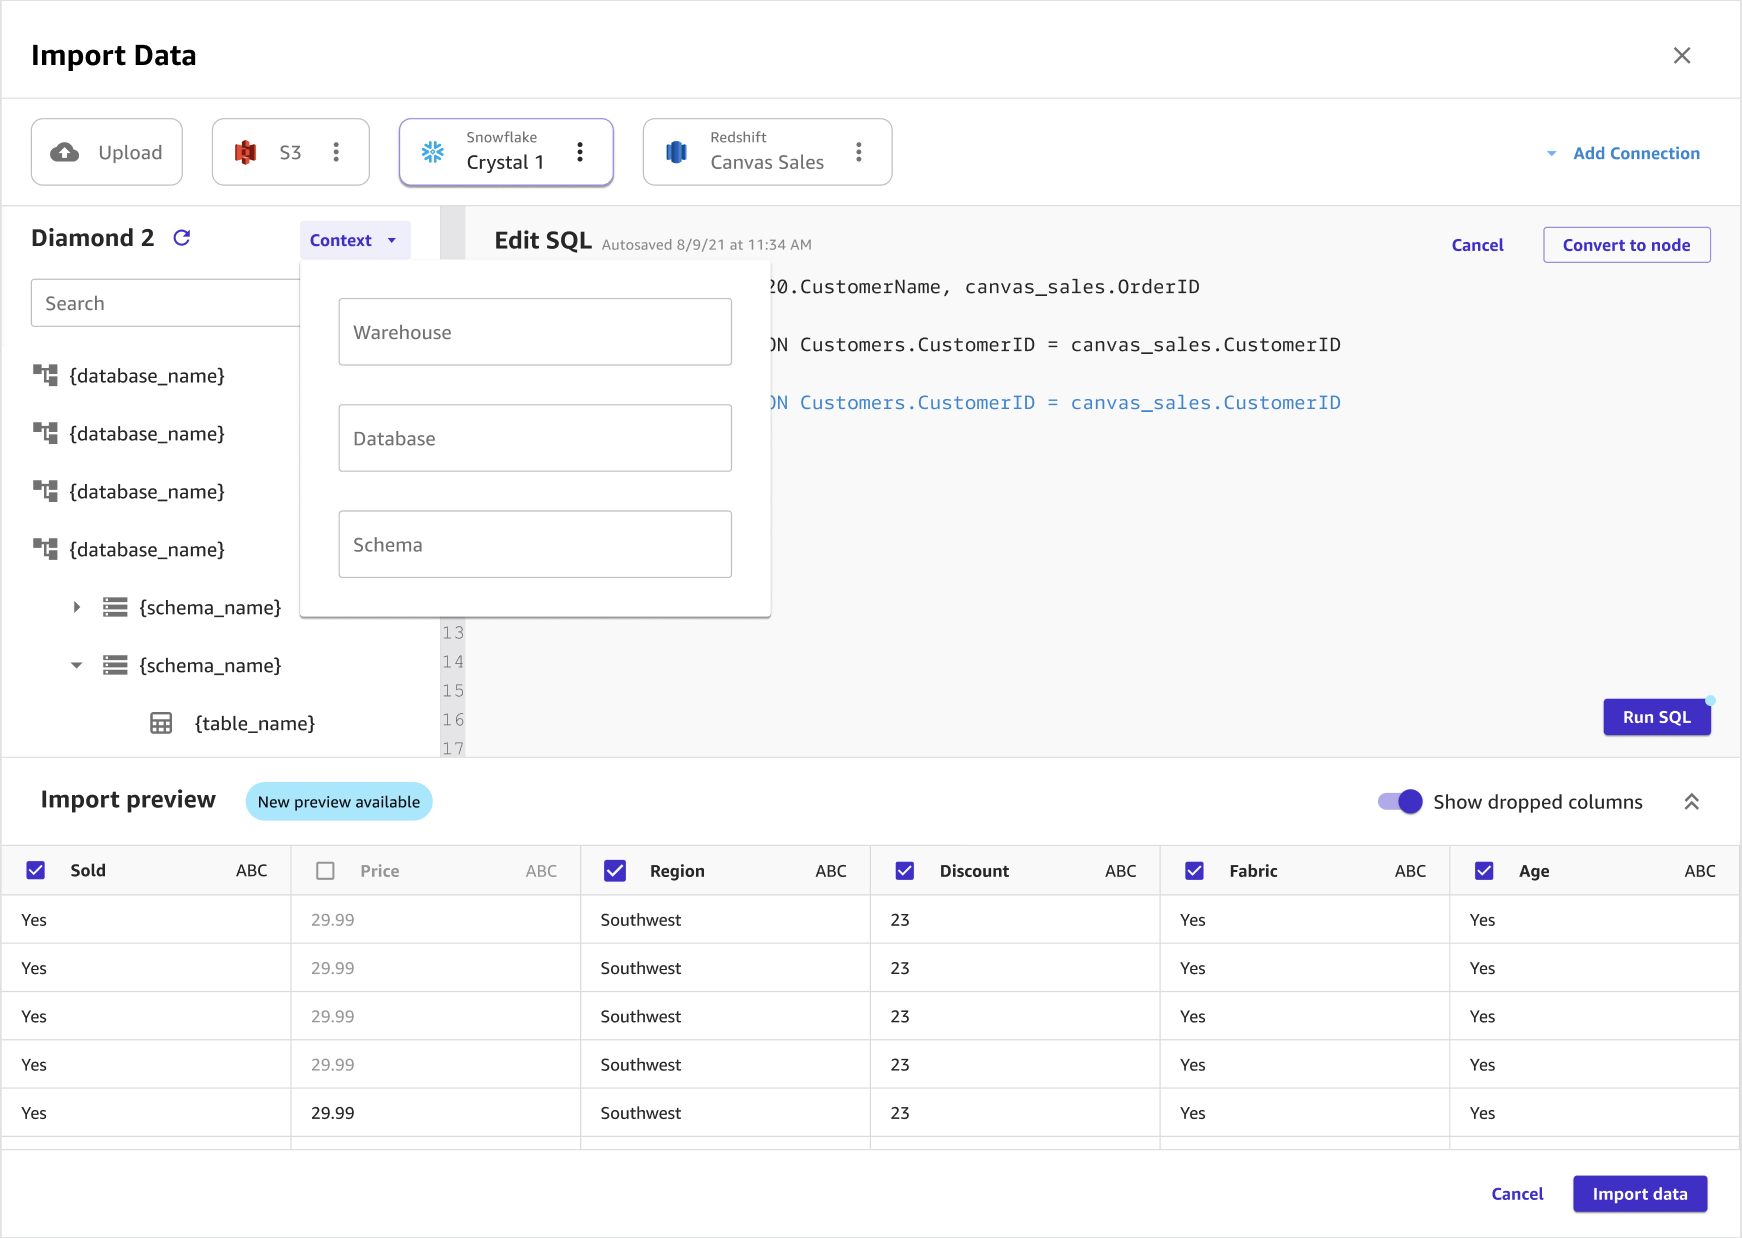 Import Data
Upload
S3
Snowflake
Crystal 1
Redshift
Canvas Sales
Add Connection
Diamond 2
Context
Search
{database_name}
{database_name}
{database_name}
{database_name}
{schema_name}
{schema_name}
{table_name}
Warehouse
Database
Schema
Edit SQL Autosaved 8/9/21 at 11:34 AM
Cancel
Convert to node
20.CustomerName, canvas_sales.OrderID
ON Customers.CustomerID = canvas_sales.CustomerID
ON Customers.CustomerID = canvas_sales.CustomerID
13
14
15
16
17
Run SQL
Import preview
New preview available
Show dropped columns
Sold ABC Price ABC Region ABC Discount ABC Fabric ABC Age ABC
Yes 29.99 Southwest 23 Yes Yes
Yes 29.99 Southwest 23 Yes Yes
Yes 29.99 Southwest 23 Yes Yes
Yes 29.99 Southwest 23 Yes Yes
Yes 29.99 Southwest 23 Yes Yes
Cancel
Import data